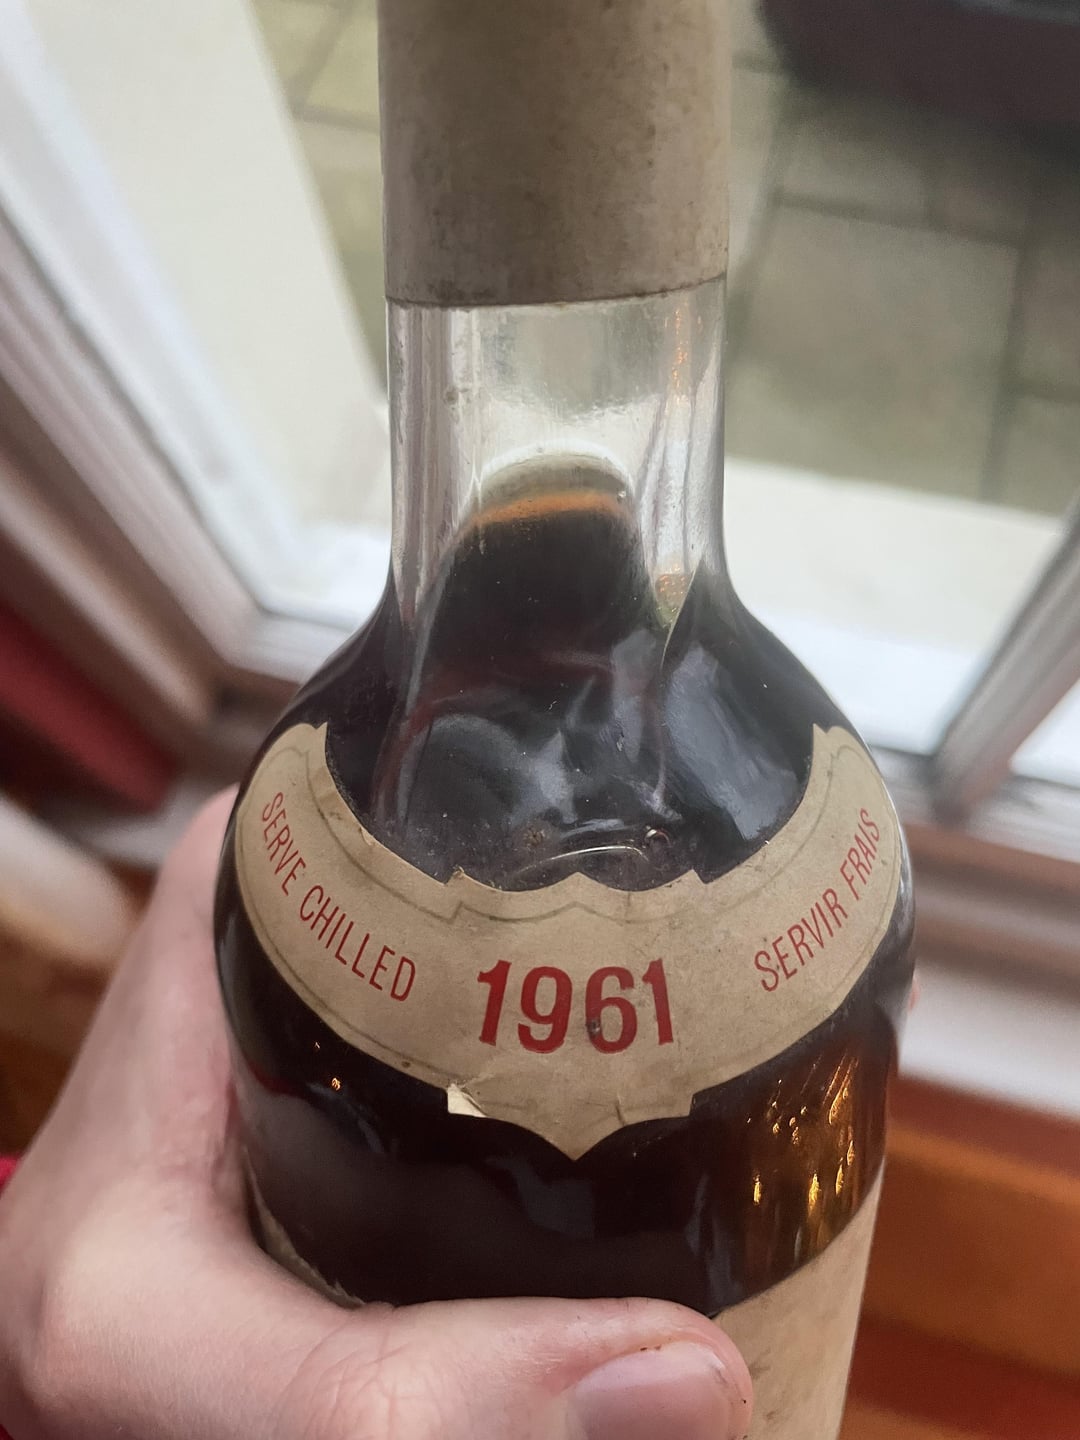 SERVE CHILLED
1961
SERVIR FRAIS